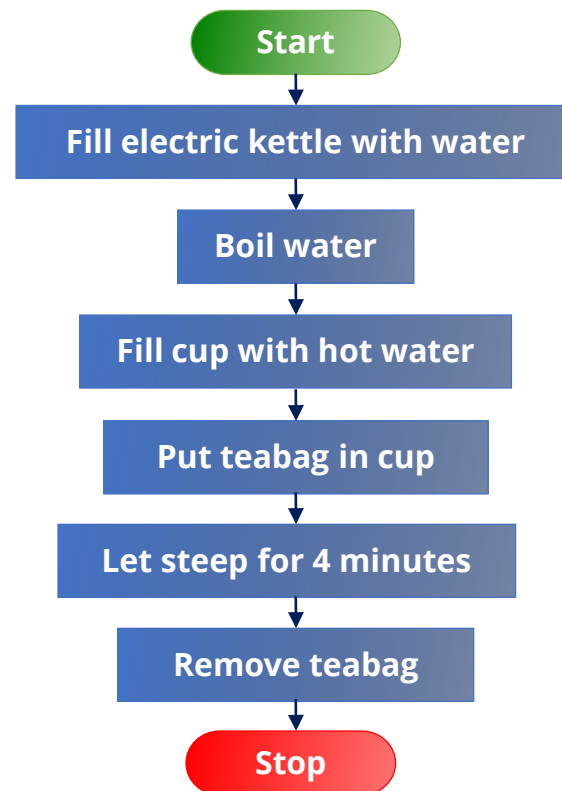 Start
Fill electric kettle with water
Boil water
Fill cup with hot water
Put teabag in cup
Let steep for 4 minutes
Remove teabag
Stop